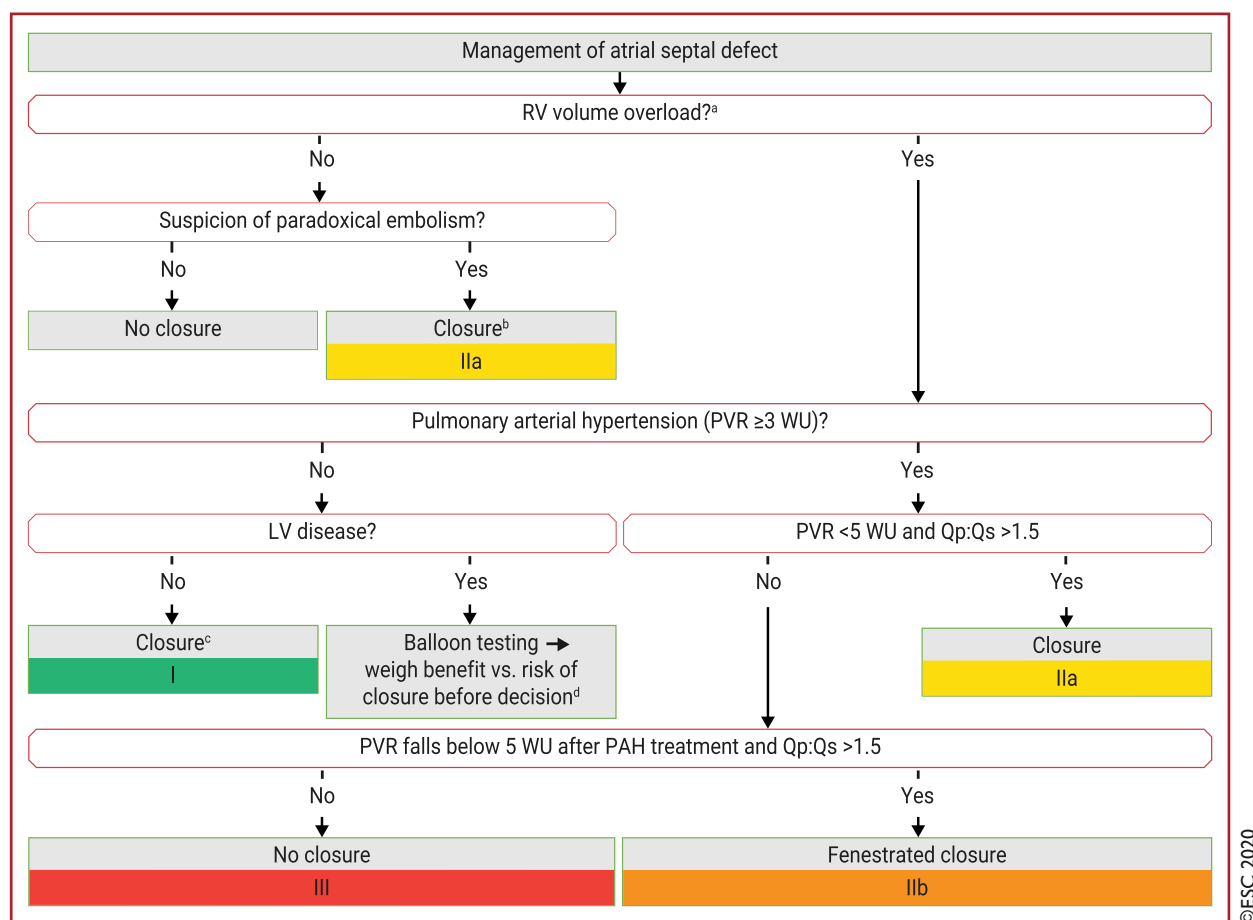 Management of atrial septal defect
RV volume overload?ᵃ
No
Yes
Suspicion of paradoxical embolism?
No
Yes
No closure
Closureᵇ
IIa
Pulmonary arterial hypertension (PVR ≥3 WU)?
No
Yes
LV disease?
PVR <5 WU and Qp:Qs >1.5
No
Yes
No
Yes
Closureᶜ
I
Balloon testing →
weigh benefit vs. risk of
closure before decisionᵈ
Closure
IIa
PVR falls below 5 WU after PAH treatment and Qp:Qs >1.5
No
Yes
No closure
III
Fenestrated closure
IIb
©ESC 2020